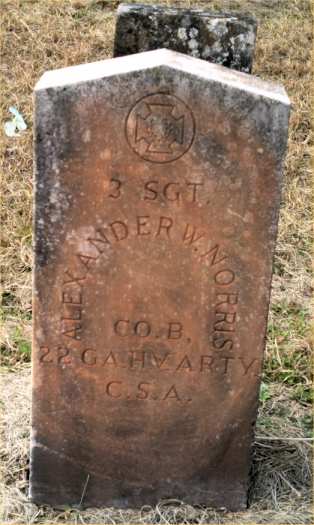 3 SGT.
ALEXANDER W. NORRIS
CO. B,
22 GA. HV. ARTY.
C.S.A.